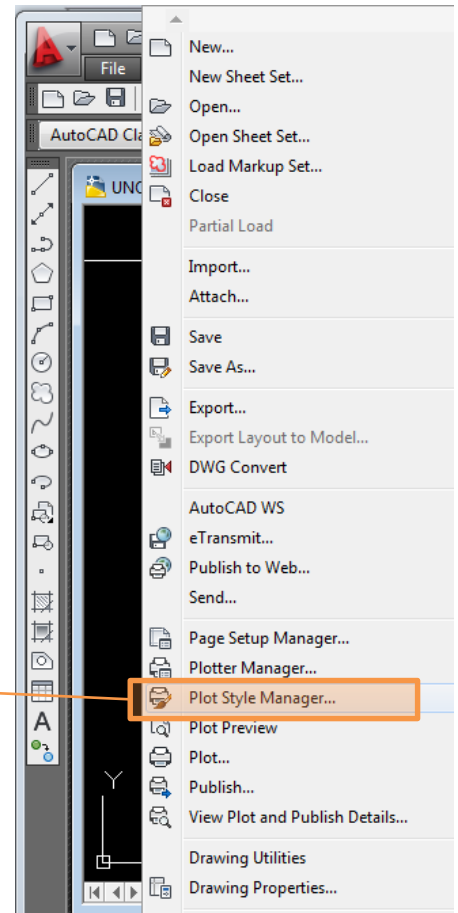 File
New...
New Sheet Set...
Open...
AutoCAD Cla
Open Sheet Set...
Load Markup Set...
UNC
Close
Partial Load
Import...
Attach...
Save
Save As...
Export...
Export Layout to Model...
DWG Convert
AutoCAD WS
eTransmit...
Publish to Web...
Send...
Page Setup Manager...
Plotter Manager...
Plot Style Manager...
A
Plot Preview
Plot...
Y
Publish...
View Plot and Publish Details...
Drawing Utilities
Drawing Properties...